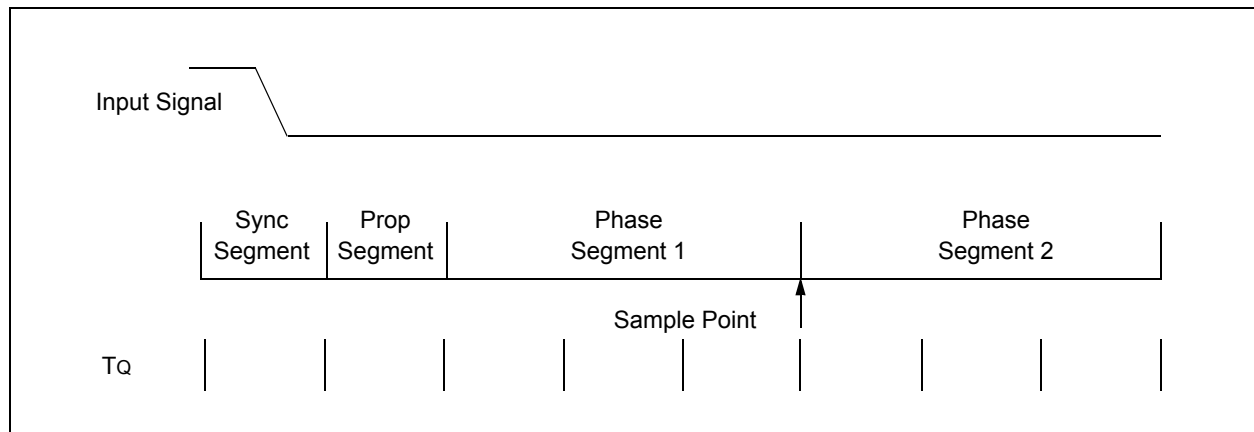 Input Signal
Sync
Segment
Prop
Segment
Phase
Segment 1
Phase
Segment 2
Sample Point
TQ